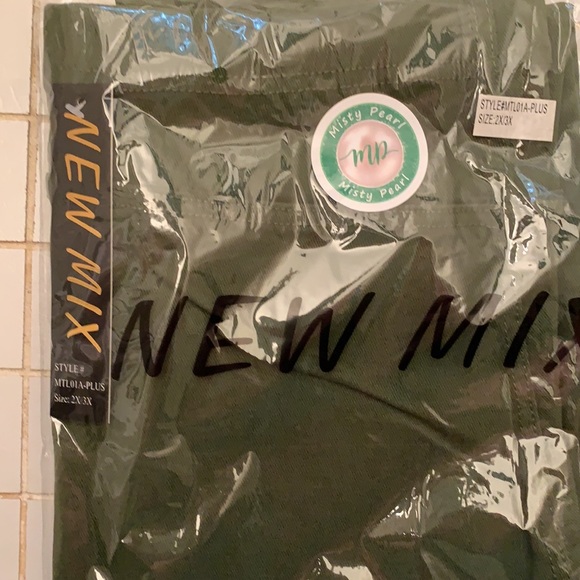 NEW MIX
STYLE #
MTL01A-PLUS
Size: 2X/3X
Misty Pearl
MP
Misty Pearl
STYLE#MTL01A-PLUS
SIZE:2X/3X
NEW MIX